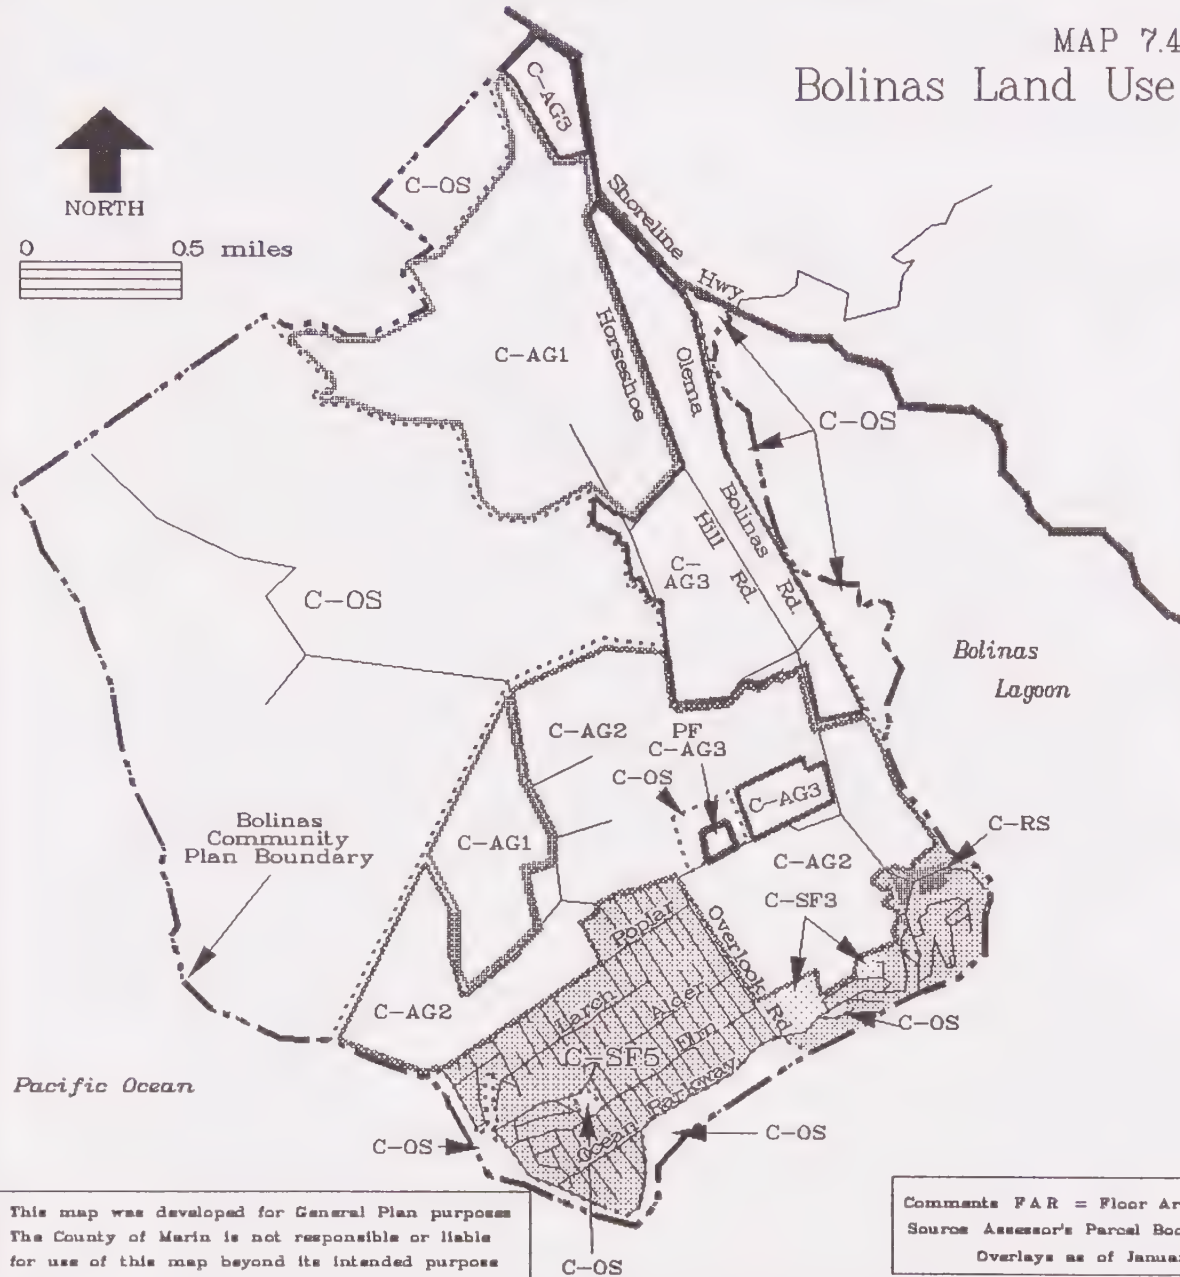 MAP 7.4
Bolinas Land Use
NORTH
0 0.5 miles
C-AG3
C-OS
Shoreline
Hwy
Horseshoe
Olema
C-AG1
C-OS
Bolinas
Hill
Rd.
Rd.
C-
AG3
C-OS
Bolinas
Lagoon
C-AG2
PF
C-AG3
C-OS
C-AG3
Bolinas
Community
Plan Boundary
C-AG1
C-AG2
C-RS
C-SF3
Poplar
Overlook
Rd.
Larch
Alder
Elm
C-AG2
C-OS
C-SF5
Ocean Parkway
Pacific Ocean
C-OS
C-OS
C-OS
This map was developed for General Plan purposes
The County of Marin is not responsible or liable
for use of this map beyond its intended purpose
Comments FAR = Floor Ar
Source Assessor's Parcel Boo
Overlays as of Janua